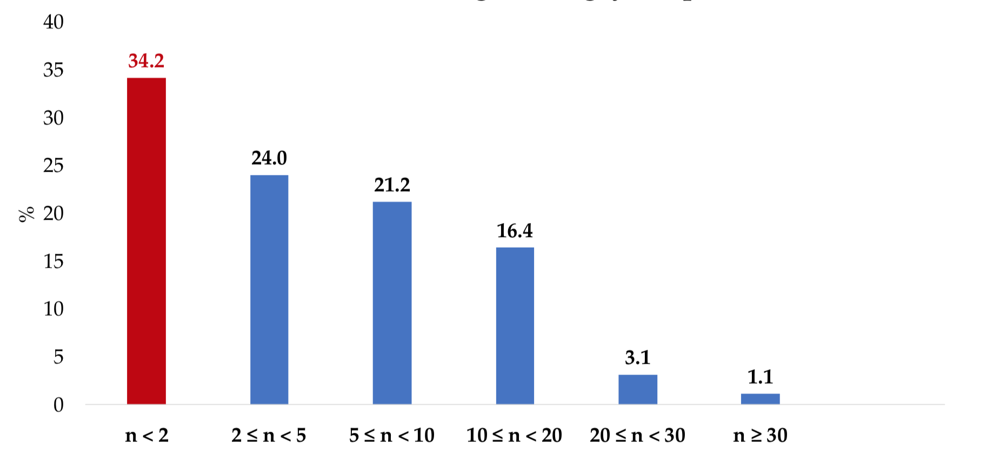 40
35
30
25
20
15
10
5
0
%
34.2
24.0
21.2
16.4
3.1
1.1
n < 2
2 ≤ n < 5
5 ≤ n < 10
10 ≤ n < 20
20 ≤ n < 30
n ≥ 30